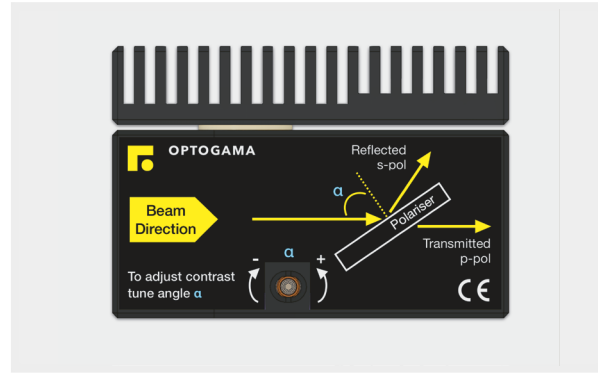 OPTOGAMA
Reflected
s-pol
α
Beam
Direction
Polariser
Transmitted
p-pol
- α +
To adjust contrast
tune angle α
CE